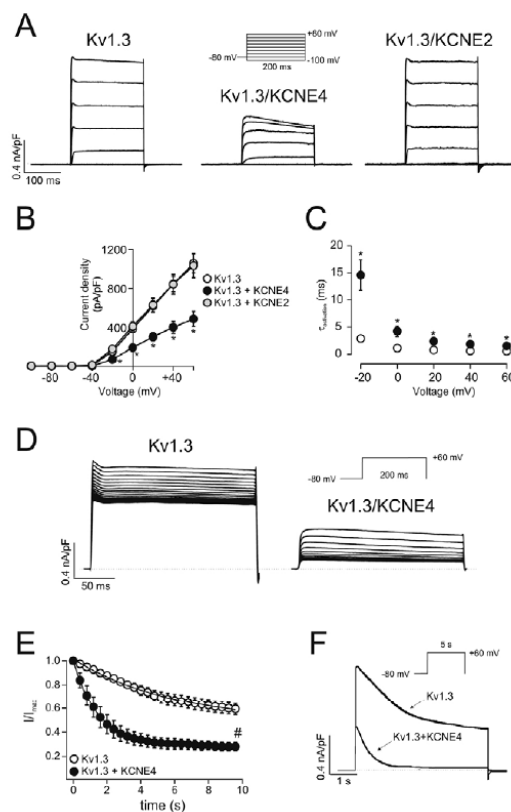 A
Kv1.3
Kv1.3/KCNE2
+60 mV
-80 mV
-100 mV
200 ms
Kv1.3/KCNE4
0.4 nA/pF
100 ms
B
Current density
(pA/pF)
1200
800
400
-80
-40
0
+40
Voltage (mV)
Kv1.3
Kv1.3 + KCNE4
Kv1.3 + KCNE2
* * * * *
C
(ms)
20
15
10
5
0
* * * * *
-20
0
20
40
60
Voltage (mV)
D
Kv1.3
+60 mV
-80 mV
200 ms
Kv1.3/KCNE4
0.4 nA/pF
50 ms
0.4 nA/pF
E
I/Imax
1.0
0.8
0.6
0.4
0.2
#
Kv1.3
Kv1.3 + KCNE4
0
2
4
6
8
10
time (s)
F
5 s
+60 mV
-80 mV
Kv1.3
Kv1.3+KCNE4
0.4 nA/pF
1 s